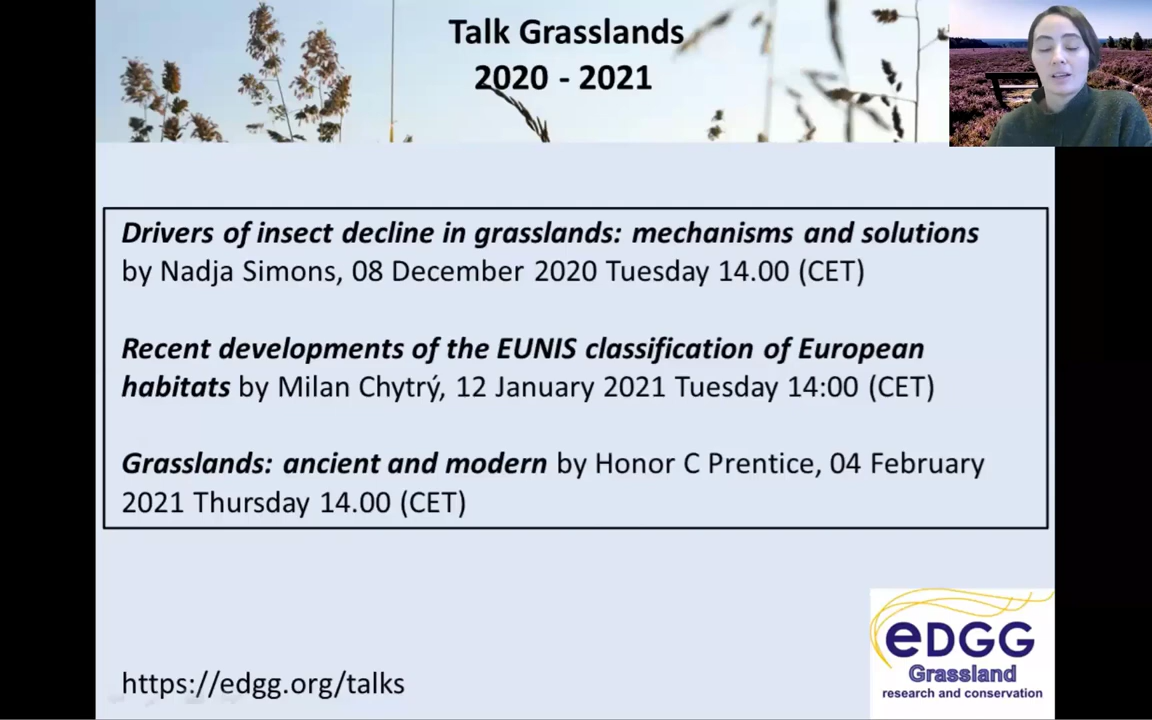 Talk Grasslands
2020 - 2021
Drivers of insect decline in grasslands: mechanisms and solutions
by Nadja Simons, 08 December 2020 Tuesday 14.00 (CET)
Recent developments of the EUNIS classification of European
habitats by Milan Chytrý, 12 January 2021 Tuesday 14:00 (CET)
Grasslands: ancient and modern by Honor C Prentice, 04 February
2021 Thursday 14.00 (CET)
https://edgg.org/talks
eDGG
Grassland
research and conservation